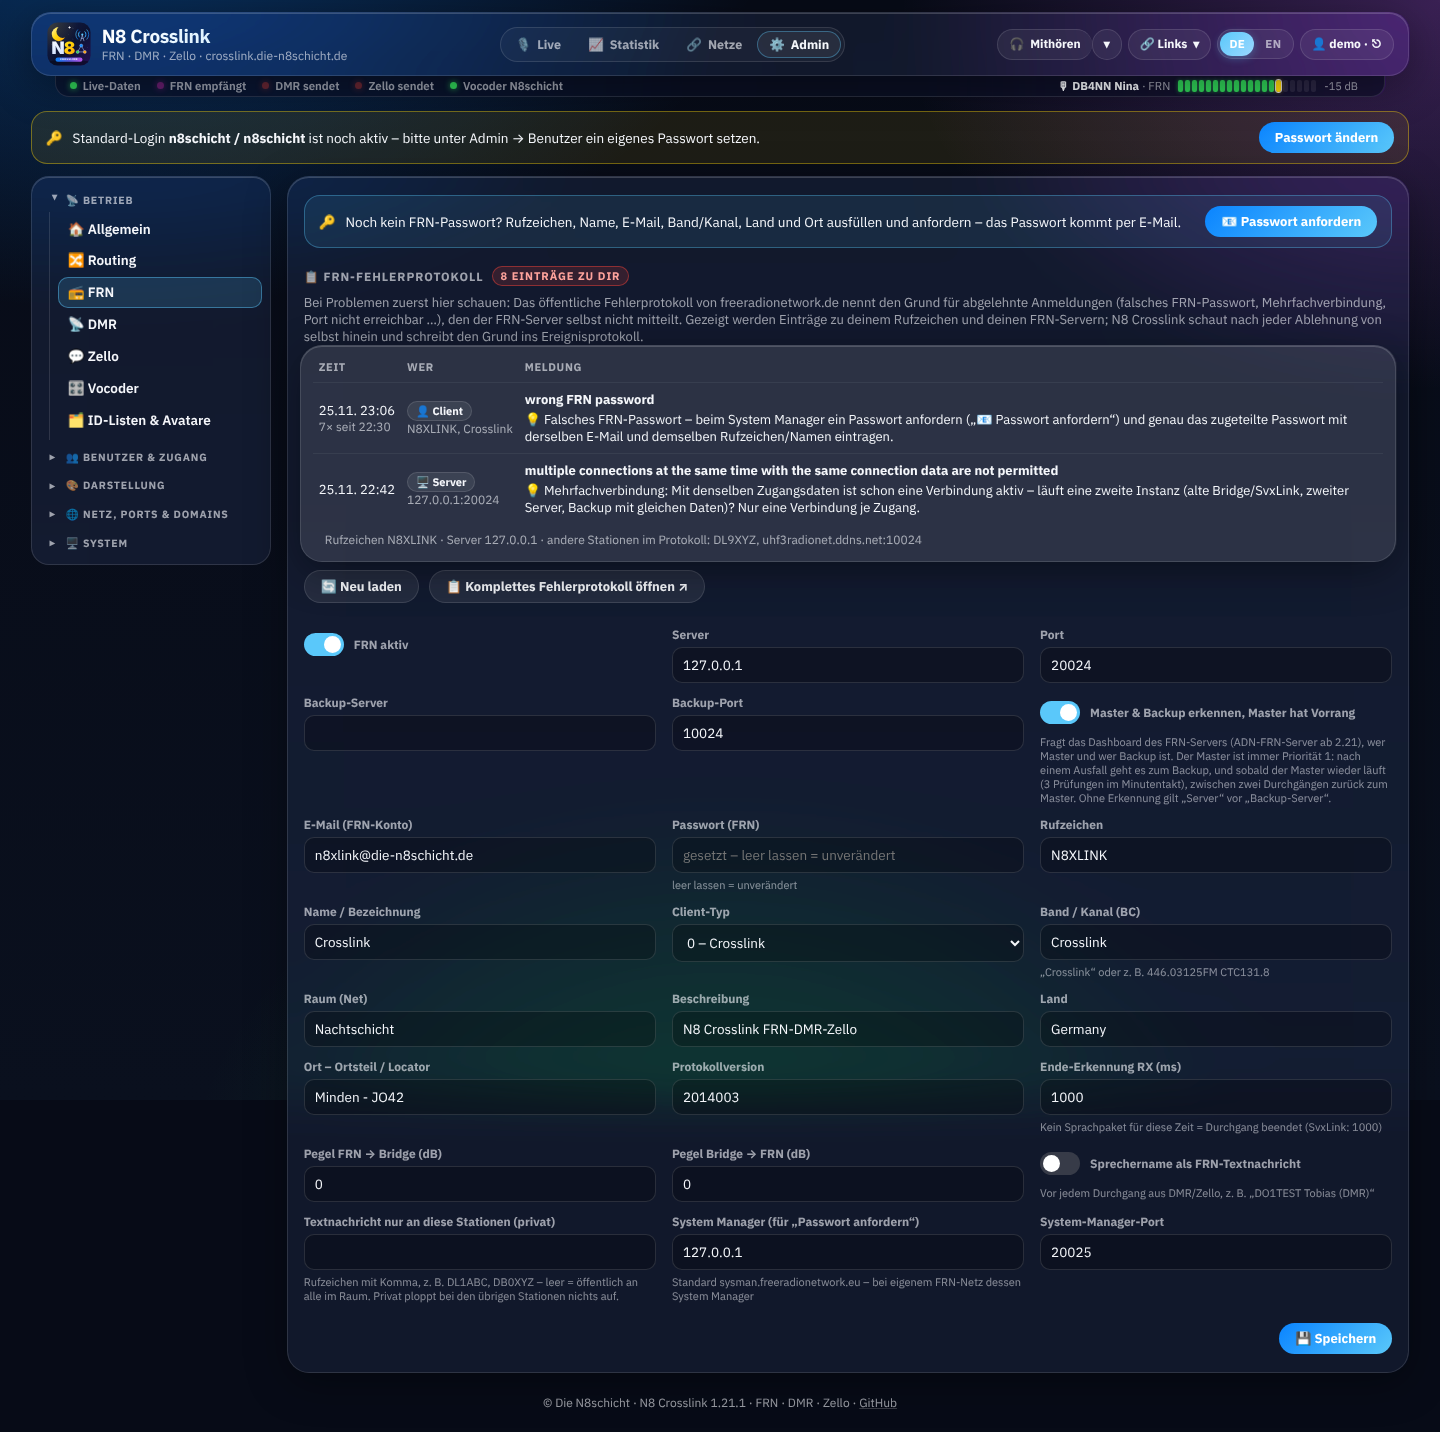 N8 Crosslink
FRN · DMR · Zello · crosslink.die-n8schicht.de
🎙️ Live
📈 Statistik
🔗 Netze
⚙️ Admin
🎧 Mithören
▼
🔗 Links ▼
DE
EN
👤 demo · ⎋
Live-Daten
FRN empfängt
DMR sendet
Zello sendet
Vocoder N8schicht
🎙 DB4NN Nina · FRN
-15 dB
🔑 Standard-Login n8schicht / n8schicht ist noch aktiv – bitte unter Admin → Benutzer ein eigenes Passwort setzen.
Passwort ändern
▼ 📡 BETRIEB
🏠 Allgemein
🔀 Routing
📻 FRN
📡 DMR
💬 Zello
🎛️ Vocoder
🗂️ ID-Listen & Avatare
► 👥 BENUTZER & ZUGANG
► 🎨 DARSTELLUNG
► 🌐 NETZ, PORTS & DOMAINS
► 🖥️ SYSTEM
🔑 Noch kein FRN-Passwort? Rufzeichen, Name, E-Mail, Band/Kanal, Land und Ort ausfüllen und anfordern – das Passwort kommt per E-Mail.
📧 Passwort anfordern
📋 FRN-FEHLERPROTOKOLL
8 EINTRÄGE ZU DIR
Bei Problemen zuerst hier schauen: Das öffentliche Fehlerprotokoll von freeradionetwork.de nennt den Grund für abgelehnte Anmeldungen (falsches FRN-Passwort, Mehrfachverbindung,
Port nicht erreichbar …), den der FRN-Server selbst nicht mitteilt. Gezeigt werden Einträge zu deinem Rufzeichen und deinen FRN-Servern; N8 Crosslink schaut nach jeder Ablehnung von
selbst hinein und schreibt den Grund ins Ereignisprotokoll.
ZEIT
WER
MELDUNG
25.11. 23:06
7× seit 22:30
👤 Client
N8XLINK, Crosslink
wrong FRN password
💡 Falsches FRN-Passwort – beim System Manager ein Passwort anfordern („📧 Passwort anfordern“) und genau das zugeteilte Passwort mit
derselben E-Mail und demselben Rufzeichen/Namen eintragen.
25.11. 22:42
🖥️ Server
127.0.0.1:20024
multiple connections at the same time with the same connection data are not permitted
💡 Mehrfachverbindung: Mit denselben Zugangsdaten ist schon eine Verbindung aktiv – läuft eine zweite Instanz (alte Bridge/SvxLink, zweiter
Server, Backup mit gleichen Daten)? Nur eine Verbindung je Zugang.
Rufzeichen N8XLINK · Server 127.0.0.1 · andere Stationen im Protokoll: DL9XYZ, uhf3radionet.ddns.net:10024
🔄 Neu laden
📋 Komplettes Fehlerprotokoll öffnen ↗
FRN aktiv
Server
127.0.0.1
Port
20024
Backup-Server
Backup-Port
10024
Master & Backup erkennen, Master hat Vorrang
Fragt das Dashboard des FRN-Servers (ADN-FRN-Server ab 2.21), wer
Master und wer Backup ist. Der Master ist immer Priorität 1: nach
einem Ausfall geht es zum Backup, und sobald der Master wieder läuft
(3 Prüfungen im Minutentakt), zwischen zwei Durchgängen zurück zum
Master. Ohne Erkennung gilt „Server“ vor „Backup-Server“.
E-Mail (FRN-Konto)
n8xlink@die-n8schicht.de
Passwort (FRN)
gesetzt – leer lassen = unverändert
leer lassen = unverändert
Rufzeichen
N8XLINK
Name / Bezeichnung
Crosslink
Client-Typ
0 – Crosslink
Band / Kanal (BC)
Crosslink
„Crosslink“ oder z. B. 446.03125FM CTC131.8
Raum (Net)
Nachtschicht
Beschreibung
N8 Crosslink FRN-DMR-Zello
Land
Germany
Ort – Ortsteil / Locator
Minden - JO42
Protokollversion
2014003
Ende-Erkennung RX (ms)
1000
Kein Sprachpaket für diese Zeit = Durchgang beendet (SvxLink: 1000)
Pegel FRN → Bridge (dB)
0
Pegel Bridge → FRN (dB)
0
Sprechername als FRN-Textnachricht
Vor jedem Durchgang aus DMR/Zello, z. B. „DO1TEST Tobias (DMR)“
Textnachricht nur an diese Stationen (privat)
Rufzeichen mit Komma, z. B. DL1ABC, DB0XYZ – leer = öffentlich an
alle im Raum. Privat ploppt bei den übrigen Stationen nichts auf.
System Manager (für „Passwort anfordern“)
127.0.0.1
Standard sysman.freeradionetwork.eu – bei eigenem FRN-Netz dessen
System Manager
System-Manager-Port
20025
💾 Speichern
© Die N8schicht · N8 Crosslink 1.21.1 · FRN · DMR · Zello · GitHub